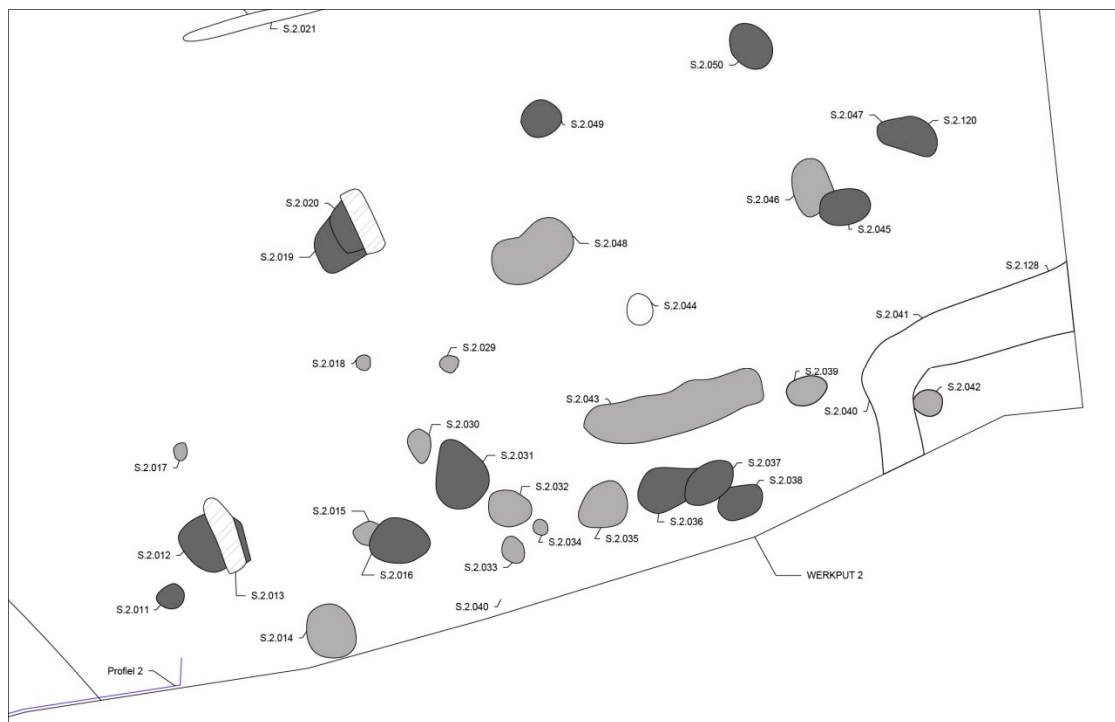 S.2.021
S.2.050
S.2.047
S.2.120
S.2.049
S.2.046
S.2.020
S.2.045
S.2.019
S.2.048
S.2.128
S.2.044
S.2.041
S.2.029
S.2.018
S.2.039
S.2.042
S.2.043
S.2.040
S.2.030
S.2.031
S.2.017
S.2.037
S.2.038
S.2.032
S.2.015
S.2.036
S.2.035
S.2.034
S.2.012
S.2.033
S.2.016
WERKPUT 2
S.2.013
S.2.011
S.2.040
S.2.014
Profiel 2